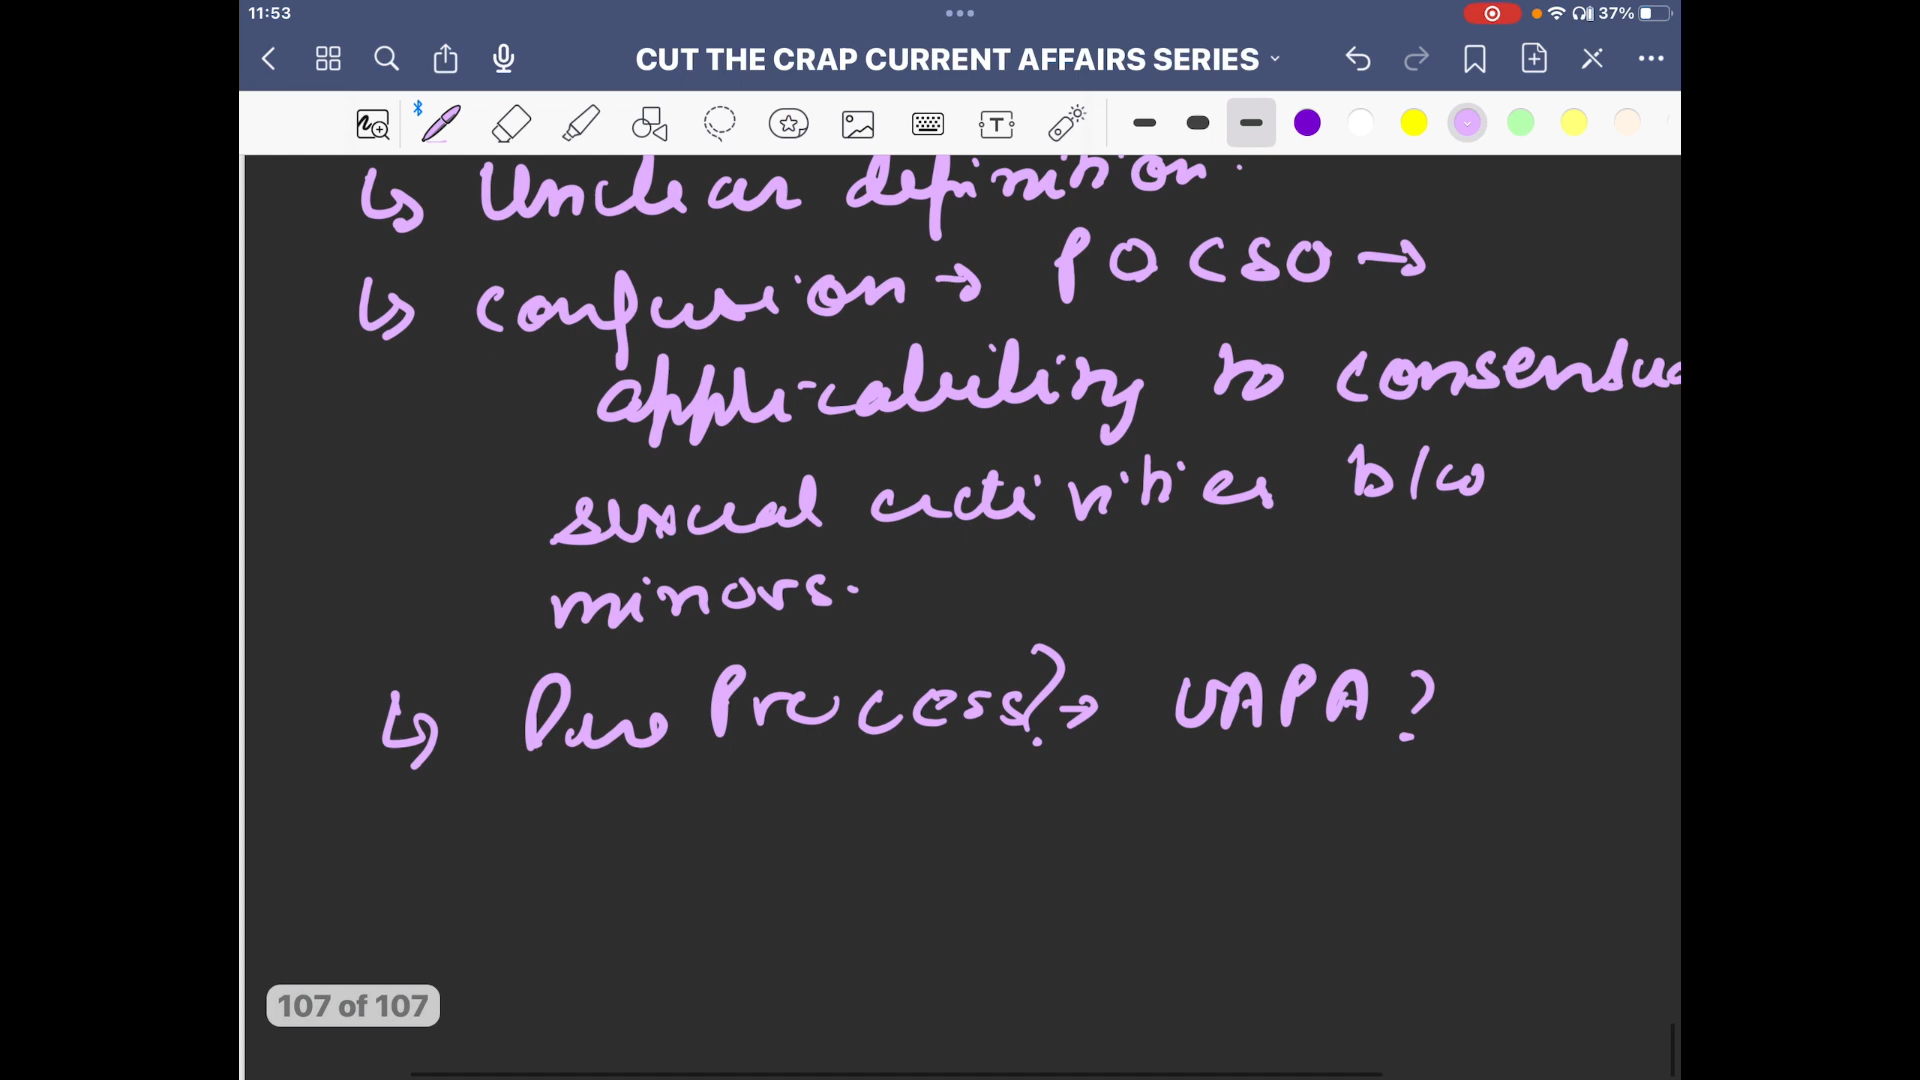 11:53
37%
CUT THE CRAP CURRENT AFFAIRS SERIES
↳ Unclear definition.
↳ confusion → POCSO →
applicability to consensua
sexual activities b/w
minors.
↳ Due Process? → UAPA?
107 of 107